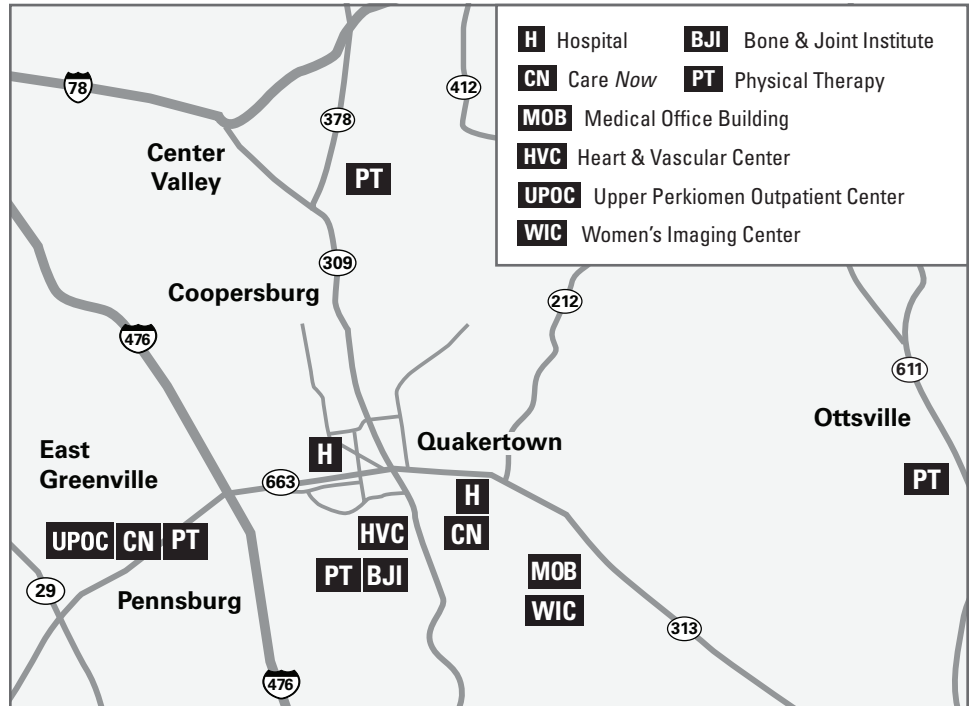 H Hospital
BJI Bone & Joint Institute
CN Care Now
PT Physical Therapy
MOB Medical Office Building
HVC Heart & Vascular Center
UPOC Upper Perkiomen Outpatient Center
WIC Women's Imaging Center
78
412
378
Center
Valley
PT
309
Coopersburg
212
476
611
Ottsville
Quakertown
East
Greenville
H
663
H
PT
UPOC CN PT
HVC
CN
PT BJI
MOB
29
Pennsburg
WIC
313
476